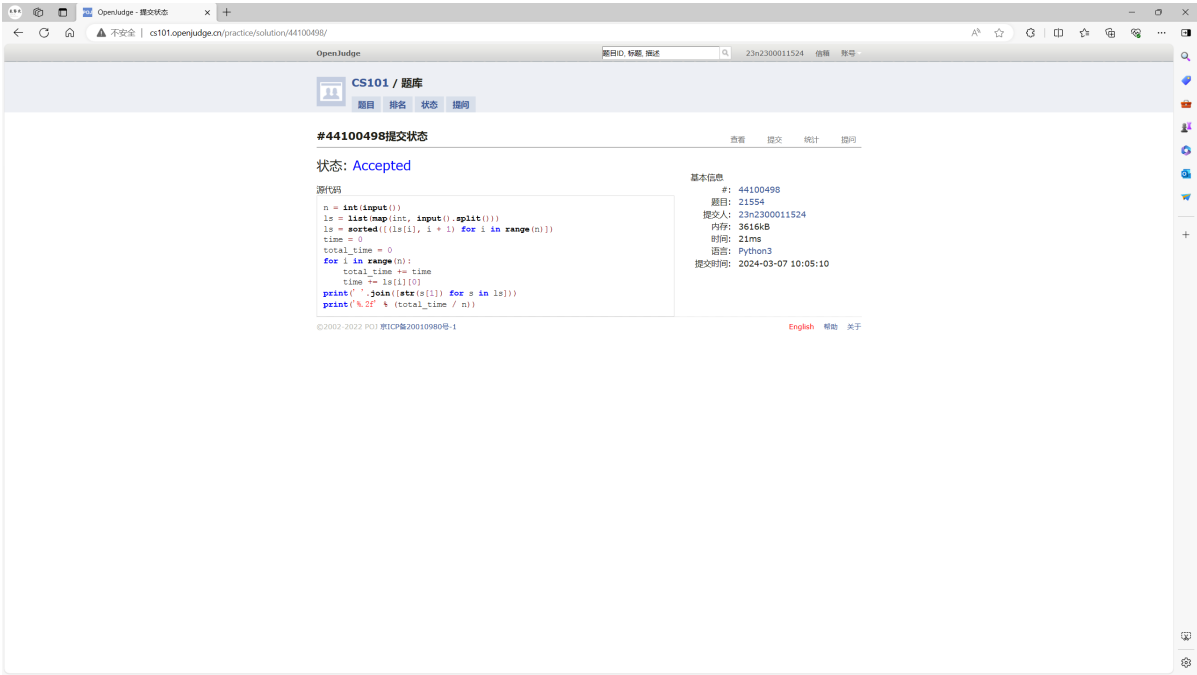 OpenJudge - 提交状态
不安全 | cs101.openjudge.cn/practice/solution/44100498/
OpenJudge 题目ID, 标题, 描述 23n2300011524 信箱 账号
CS101 / 题库
题目 排名 状态 提问
#44100498提交状态 查看 提交 统计 提问
状态: Accepted
源代码
n = int(input())
ls = list(map(int, input().split()))
ls = sorted([(ls[i], i + 1) for i in range(n)])
time = 0
total_time = 0
for i in range(n):
    total_time += time
    time += ls[i][0]
print(' '.join([str(s[1]) for s in ls]))
print('%.2f' % (total_time / n))
基本信息
#: 44100498
题目: 21554
提交人: 23n2300011524
内存: 3616kB
时间: 21ms
语言: Python3
提交时间: 2024-03-07 10:05:10
©2002-2022 POJ 京ICP备20010980号-1 English 帮助 关于